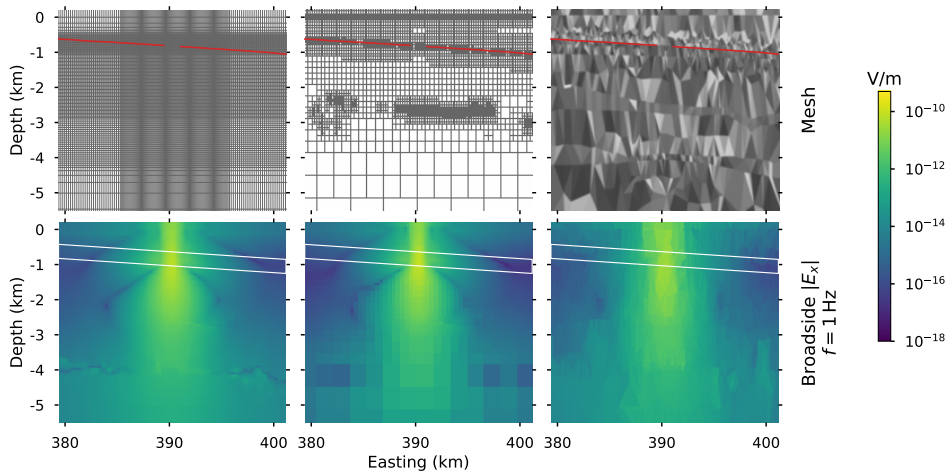 0
-1
-2
-3
-4
-5
Depth (km)
Mesh
V/m
10⁻¹⁰
10⁻¹²
10⁻¹⁴
10⁻¹⁶
10⁻¹⁸
0
-1
-2
-3
-4
-5
Depth (km)
Broadside |Eₓ|
f = 1 Hz
380 390 400 380 390 400 380 390 400
Easting (km)